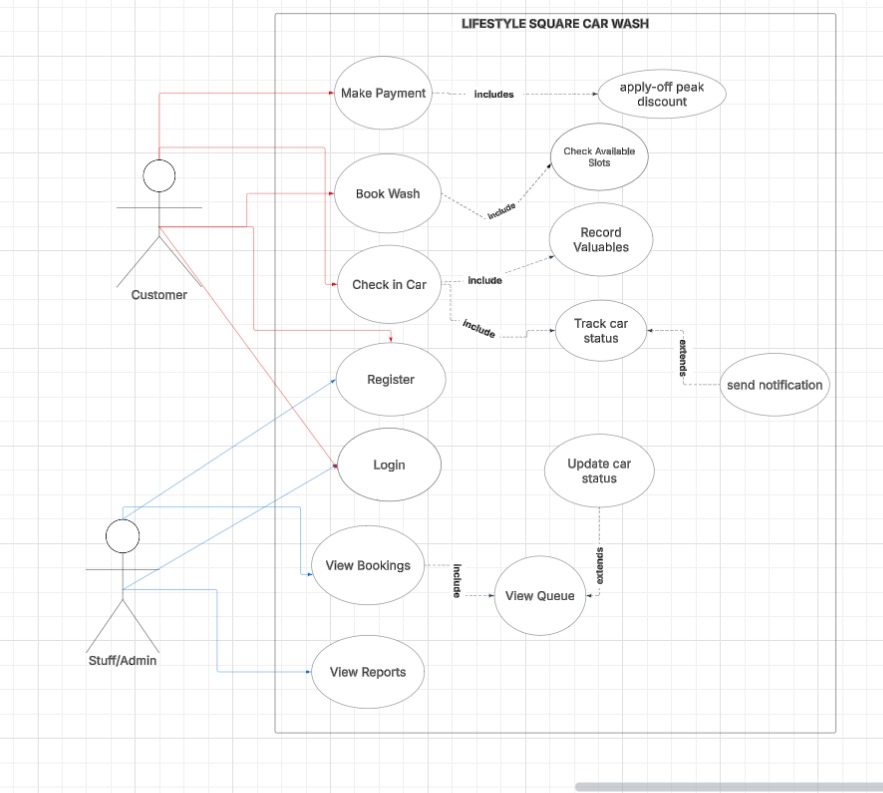 LIFESTYLE SQUARE CAR WASH
Make Payment
includes
apply-off peak
discount
Check Available
Slots
Book Wash
include
Record
Valuables
Check in Car
include
Customer
include
Track car
status
extends
Register
send notification
Login
Update car
status
View Bookings
include
extends
View Queue
Stuff/Admin
View Reports